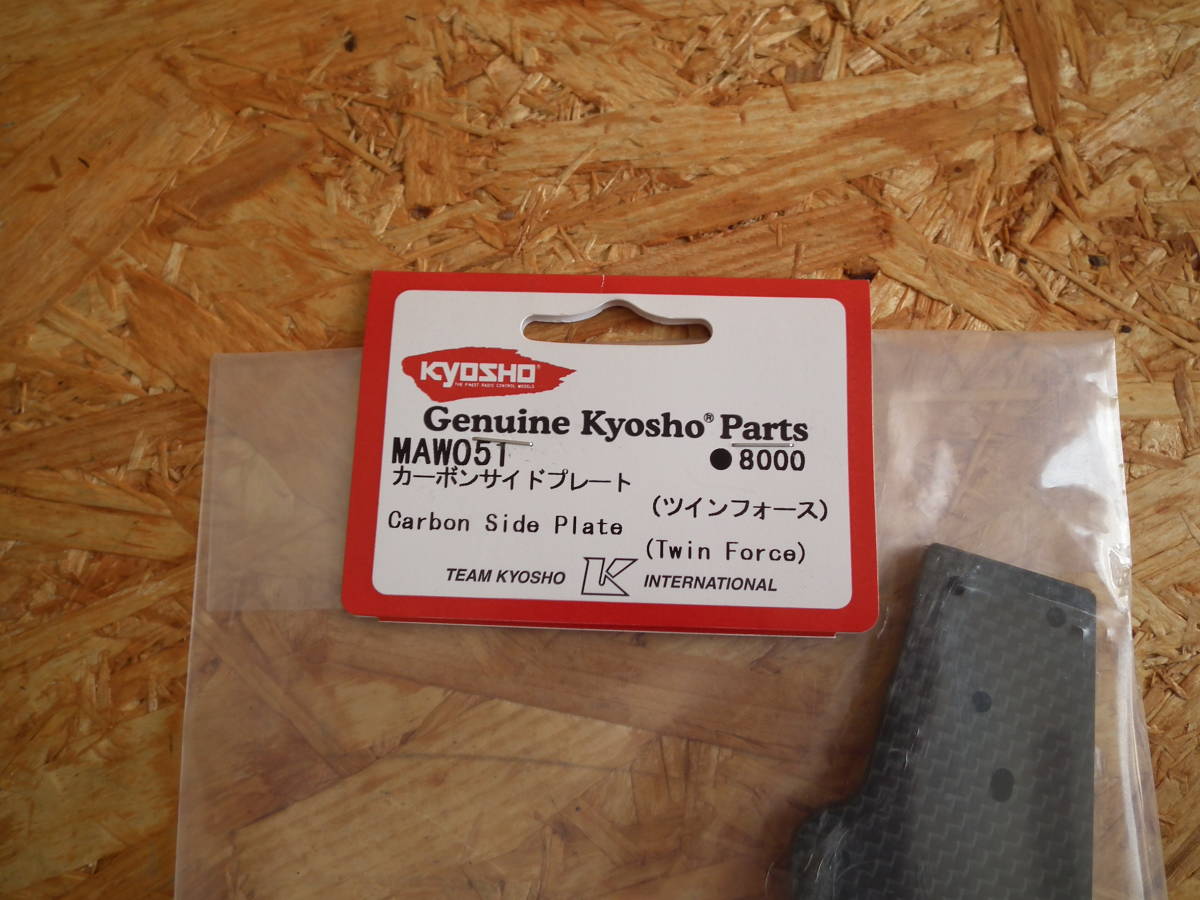 KYOSHO
THE FINEST RADIO CONTROL MODELS
Genuine Kyosho® Parts
MAW051 ●8000
カーボンサイドプレート
(ツインフォース)
Carbon Side Plate
(Twin Force)
TEAM KYOSHO K INTERNATIONAL